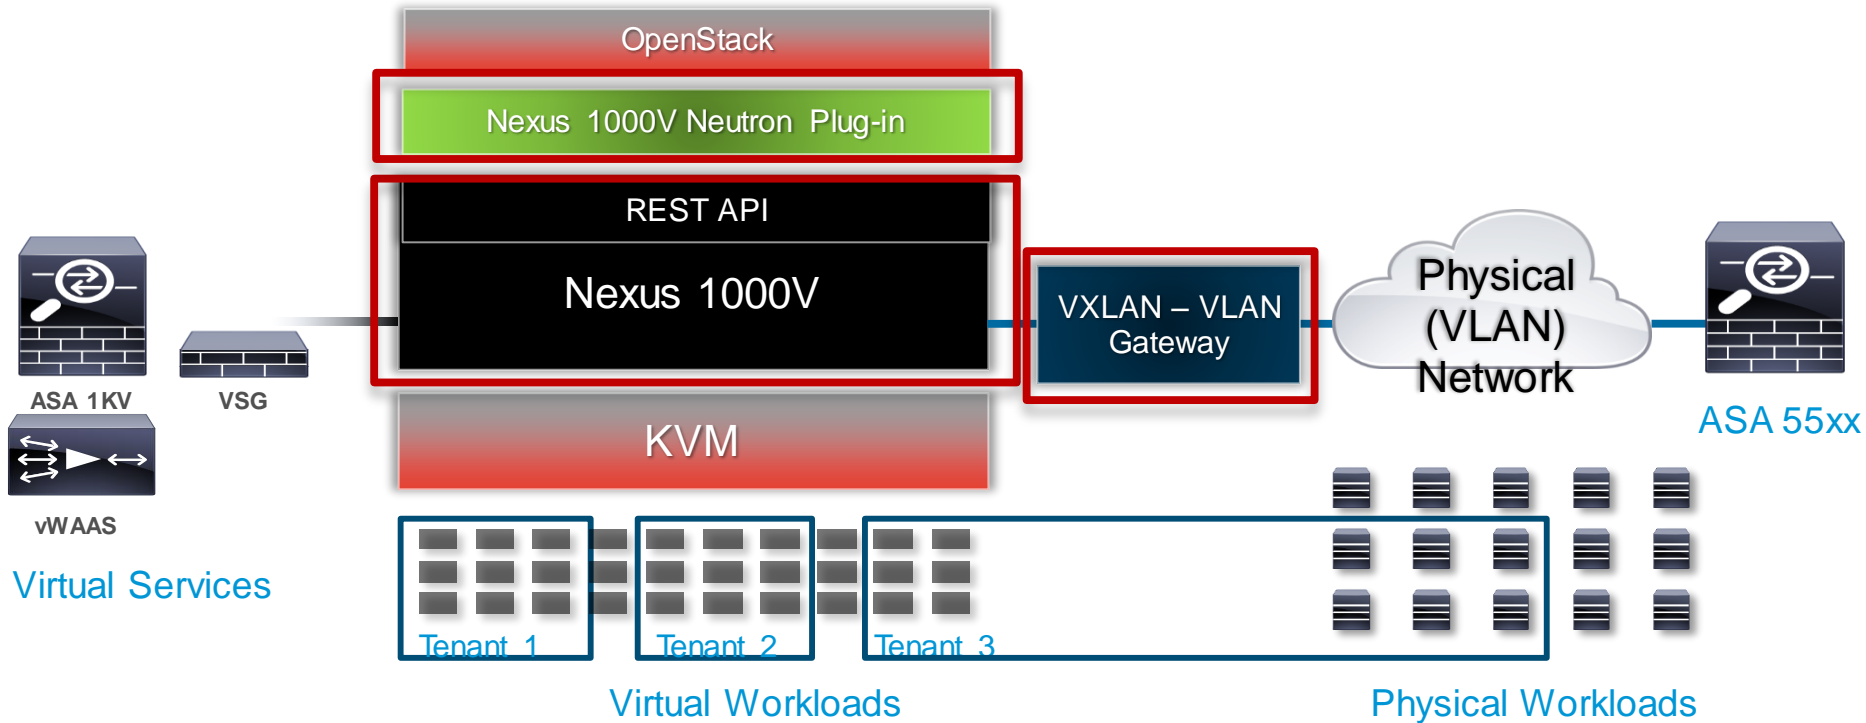 OpenStack
Nexus 1000V Neutron Plug-in
REST API
Nexus 1000V
VXLAN – VLAN
Gateway
Physical
(VLAN)
Network
ASA 1KV
VSG
KVM
ASA 55xx
vWAAS
Virtual Services
Tenant 1
Tenant 2
Tenant 3
Virtual Workloads
Physical Workloads